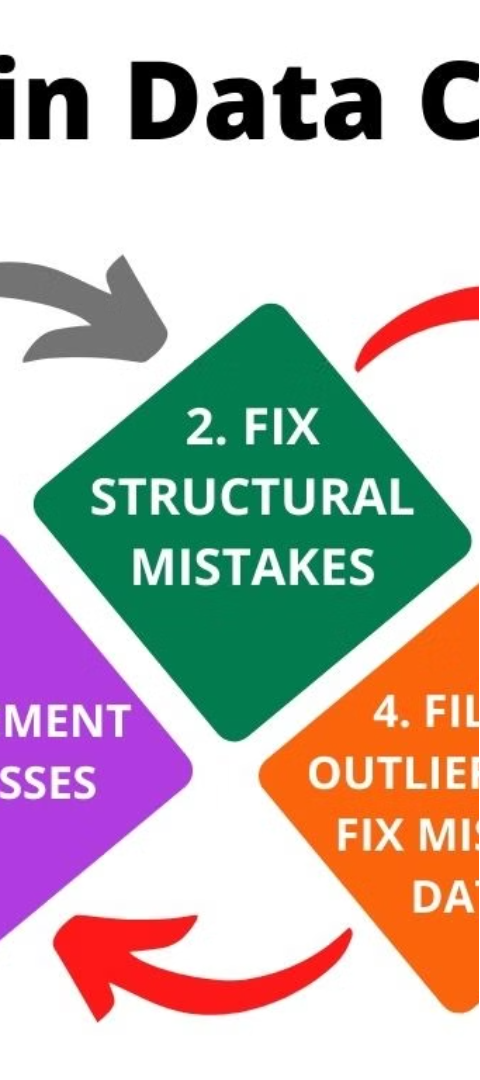 in Data C
2. FIX
STRUCTURAL
MISTAKES
MENT
SSES
4. FIL
OUTLIER
FIX MIS
DAT